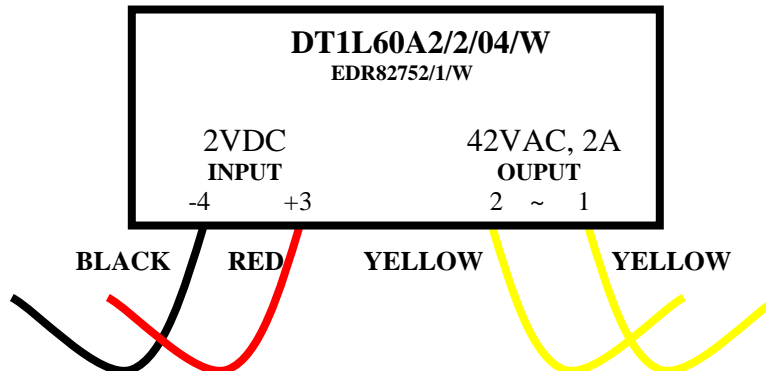 DT1L60A2/2/04/W
EDR82752/1/W
2VDC 42VAC, 2A
INPUT OUPUT
-4 +3 2 ~ 1
BLACK RED YELLOW YELLOW